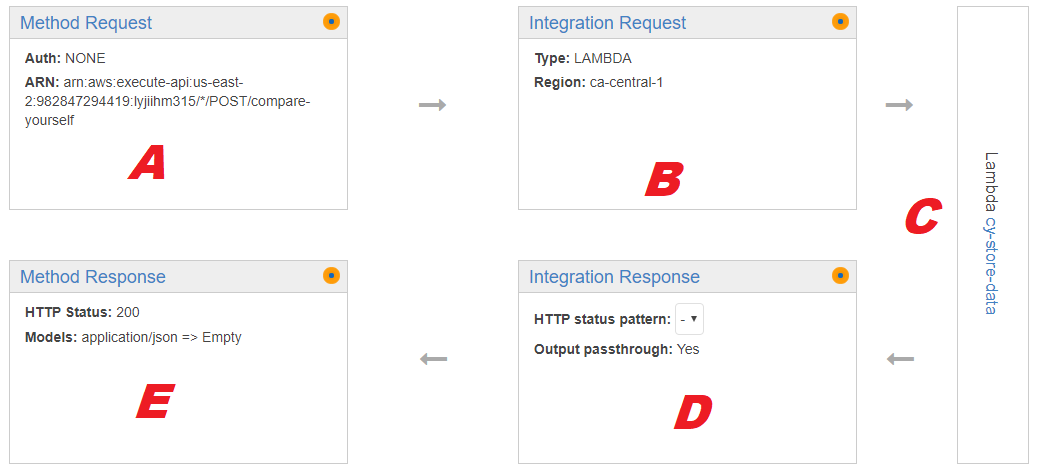 Method Request
Auth: NONE
ARN: arn:aws:execute-api:us-east-
2:982847294419:lyjiihm315/*/POST/compare-
yourself
A
Integration Request
Type: LAMBDA
Region: ca-central-1
B
C
Lambda cy-store-data
Method Response
HTTP Status: 200
Models: application/json => Empty
E
Integration Response
HTTP status pattern: - ▼
Output passthrough: Yes
D